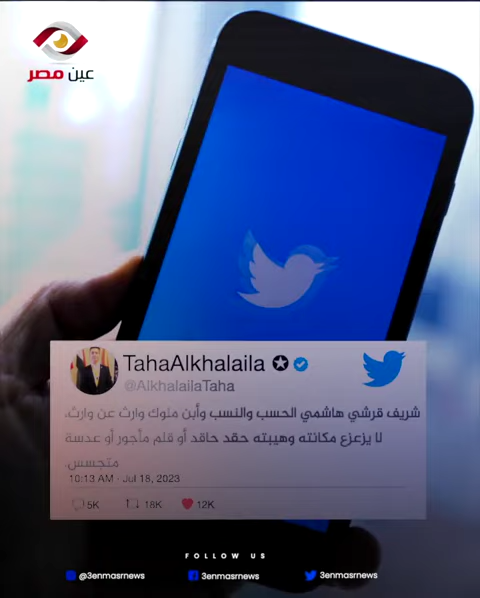 عين مصر
TahaAlkhalaila
@AlkhalailaTaha
شريف قرشي هاشمي الحسب والنسب وأبن ملوك وارث عن وارث،
لا يزعزع مكانته وهيبته حقد حاقد أو قلم مأجور أو عدسة
متجسس.
10:13 AM · Jul 18, 2023
5K 18K 12K
FOLLOW US
@3enmasrnews 3enmasrnews 3enmasrnews